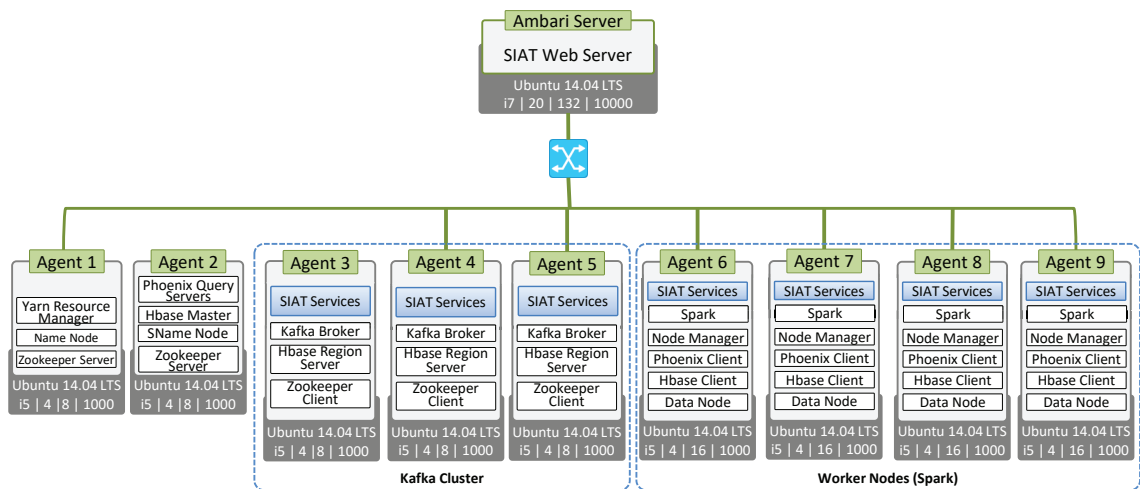 Ambari Server
SIAT Web Server
Ubuntu 14.04 LTS
i7 | 20 | 132 | 10000
Agent 1
Yarn Resource
Manager
Name Node
Zookeeper Server
Ubuntu 14.04 LTS
i5 | 4 |8 | 1000
Agent 2
Phoenix Query
Servers
Hbase Master
SName Node
Zookeeper
Server
Ubuntu 14.04 LTS
i5 | 4 |8 | 1000
Agent 3
SIAT Services
Kafka Broker
Hbase Region
Server
Zookeeper
Client
Ubuntu 14.04 LTS
i5 | 4 |8 | 1000
Agent 4
SIAT Services
Kafka Broker
Hbase Region
Server
Zookeeper
Client
Ubuntu 14.04 LTS
i5 | 4 |8 | 1000
Agent 5
SIAT Services
Kafka Broker
Hbase Region
Server
Zookeeper
Client
Ubuntu 14.04 LTS
i5 | 4 |8 | 1000
Kafka Cluster
Agent 6
SIAT Services
Spark
Node Manager
Phoenix Client
Hbase Client
Data Node
Ubuntu 14.04 LTS
i5 | 4 | 16 | 1000
Agent 7
SIAT Services
Spark
Node Manager
Phoenix Client
Hbase Client
Data Node
Ubuntu 14.04 LTS
i5 | 4 | 16 | 1000
Agent 8
SIAT Services
Spark
Node Manager
Phoenix Client
Hbase Client
Data Node
Ubuntu 14.04 LTS
i5 | 4 | 16 | 1000
Agent 9
SIAT Services
Spark
Node Manager
Phoenix Client
Hbase Client
Data Node
Ubuntu 14.04 LTS
i5 | 4 | 16 | 1000
Worker Nodes (Spark)